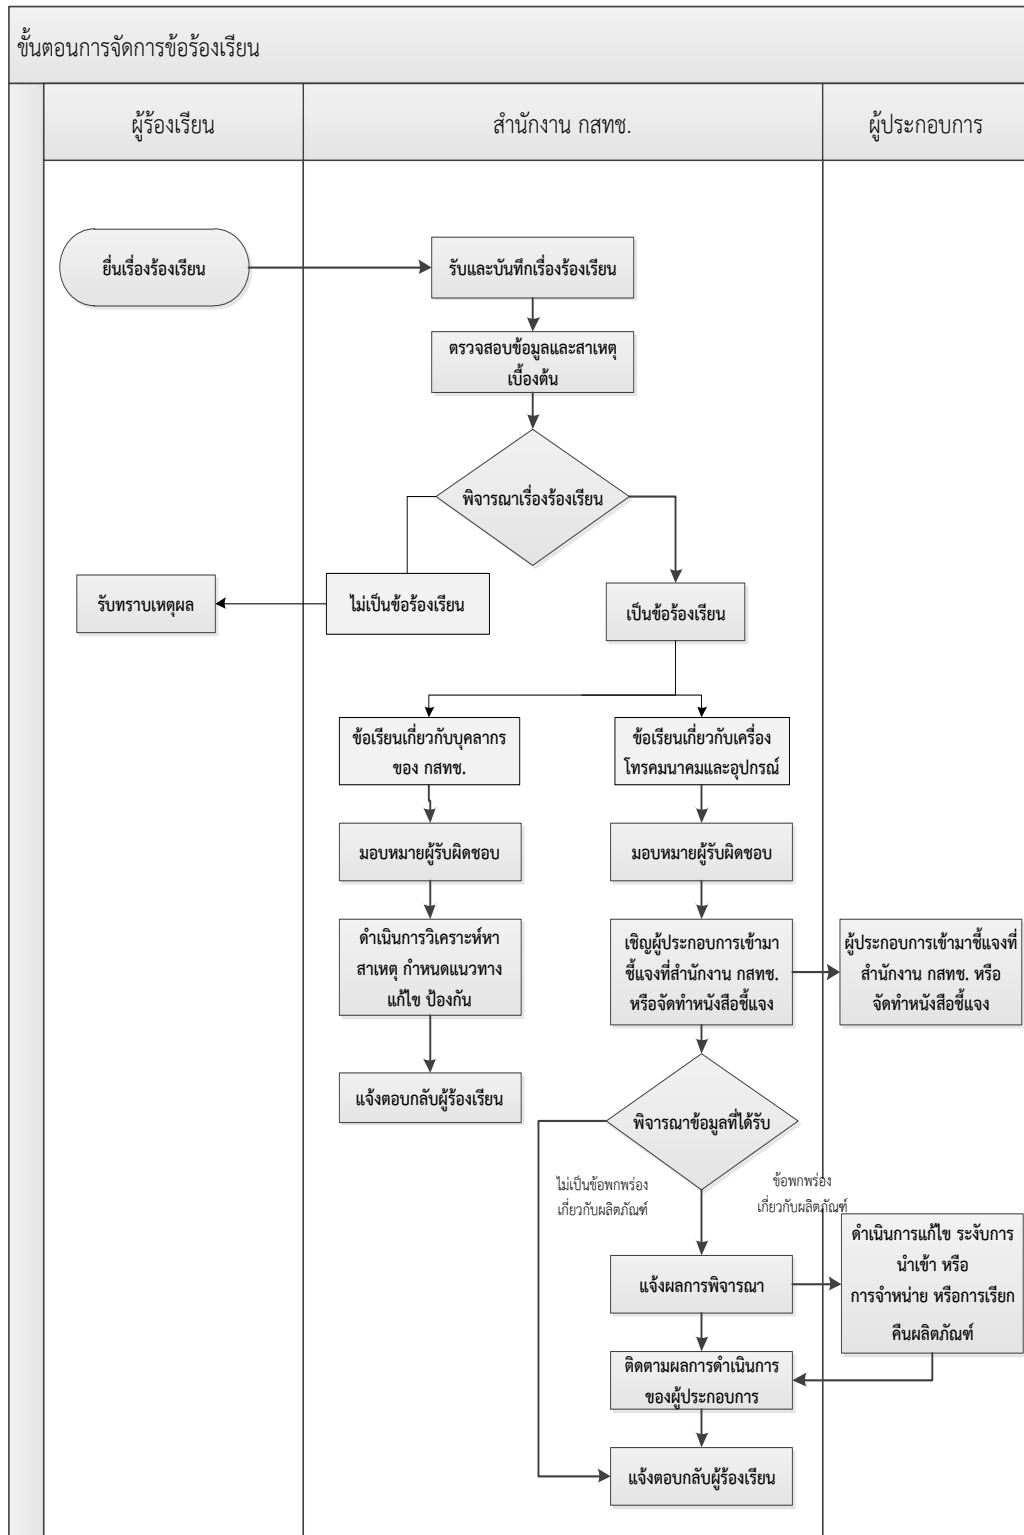 ขั้นตอนการจัดการข้อร้องเรียน
ผู้ร้องเรียน
สำนักงาน กสทช.
ผู้ประกอบการ
ยื่นเรื่องร้องเรียน
รับและบันทึกเรื่องร้องเรียน
ตรวจสอบข้อมูลและสาเหตุ
เบื้องต้น
พิจารณาเรื่องร้องเรียน
รับทราบเหตุผล
ไม่เป็นข้อร้องเรียน
เป็นข้อร้องเรียน
ข้อเรียนเกี่ยวกับบุคลากร
ของ กสทช.
ข้อเรียนเกี่ยวกับเครื่อง
โทรคมนาคมและอุปกรณ์
มอบหมายผู้รับผิดชอบ
มอบหมายผู้รับผิดชอบ
ดำเนินการวิเคราะห์หา
สาเหตุ กำหนดแนวทาง
แก้ไข ป้องกัน
เชิญผู้ประกอบการเข้ามา
ชี้แจงที่สำนักงาน กสทช.
หรือจัดทำหนังสือชี้แจง
ผู้ประกอบการเข้ามาชี้แจงที่
สำนักงาน กสทช. หรือ
จัดทำหนังสือชี้แจง
แจ้งตอบกลับผู้ร้องเรียน
พิจารณาข้อมูลที่ได้รับ
ไม่เป็นข้อพกพร่อง
เกี่ยวกับผลิตภัณฑ์
ข้อพกพร่อง
เกี่ยวกับผลิตภัณฑ์
ดำเนินการแก้ไข ระงับการ
นำเข้า หรือ
การจำหน่าย หรือการเรียก
คืนผลิตภัณฑ์
แจ้งผลการพิจารณา
ติดตามผลการดำเนินการ
ของผู้ประกอบการ
แจ้งตอบกลับผู้ร้องเรียน